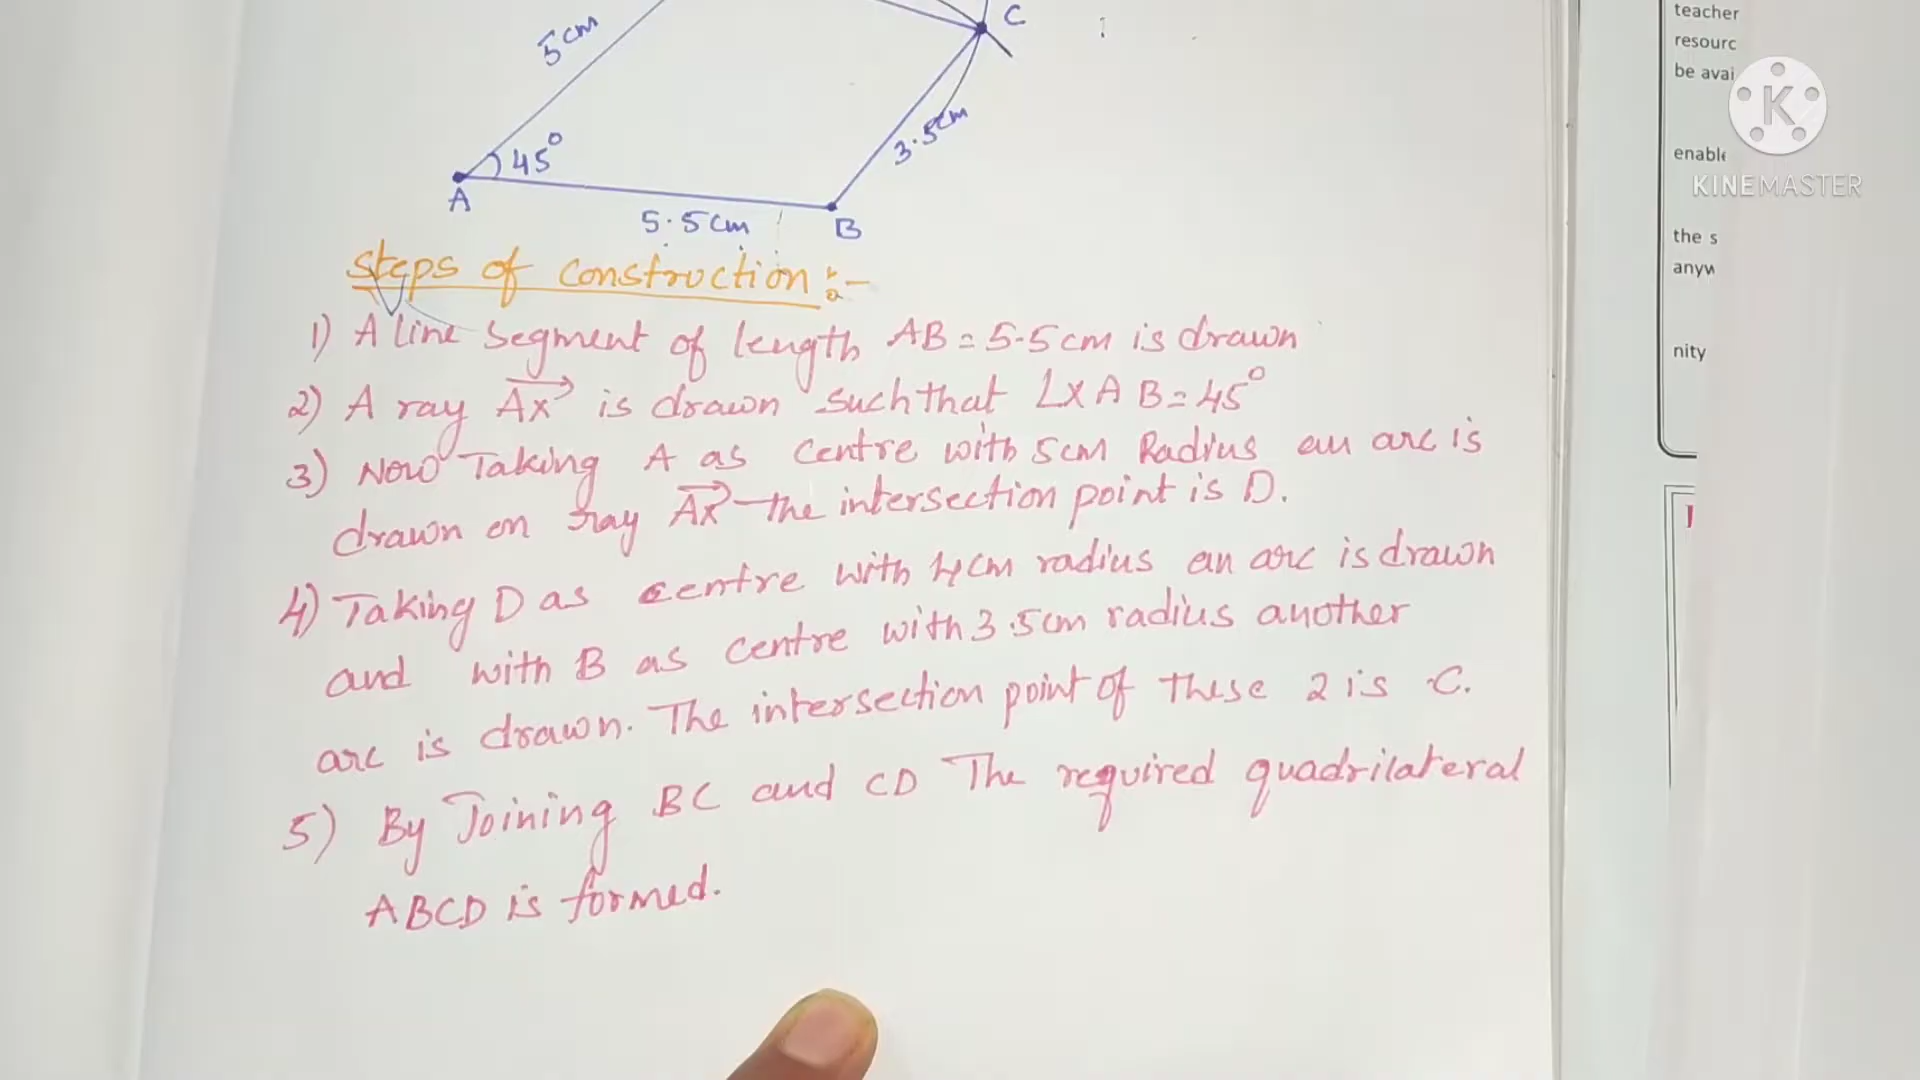 C
5cm
3.5cm
45°
A
5.5cm
B
Steps of construction :-
1) A line segment of length AB = 5.5cm is drawn
2) A ray AX is drawn such that ∠XAB = 45°
3) Now Taking A as centre with 5cm Radius an arc is
drawn on ray AX the intersection point is D.
4) Taking D as centre with 4cm radius an arc is drawn
and with B as centre with 3.5cm radius another
arc is drawn. The intersection point of these 2 is C.
5) By Joining BC and CD The required quadrilateral
ABCD is formed.
teacher
resourc
be avai
K
enable
KINEMASTER
the s
anyw
nity